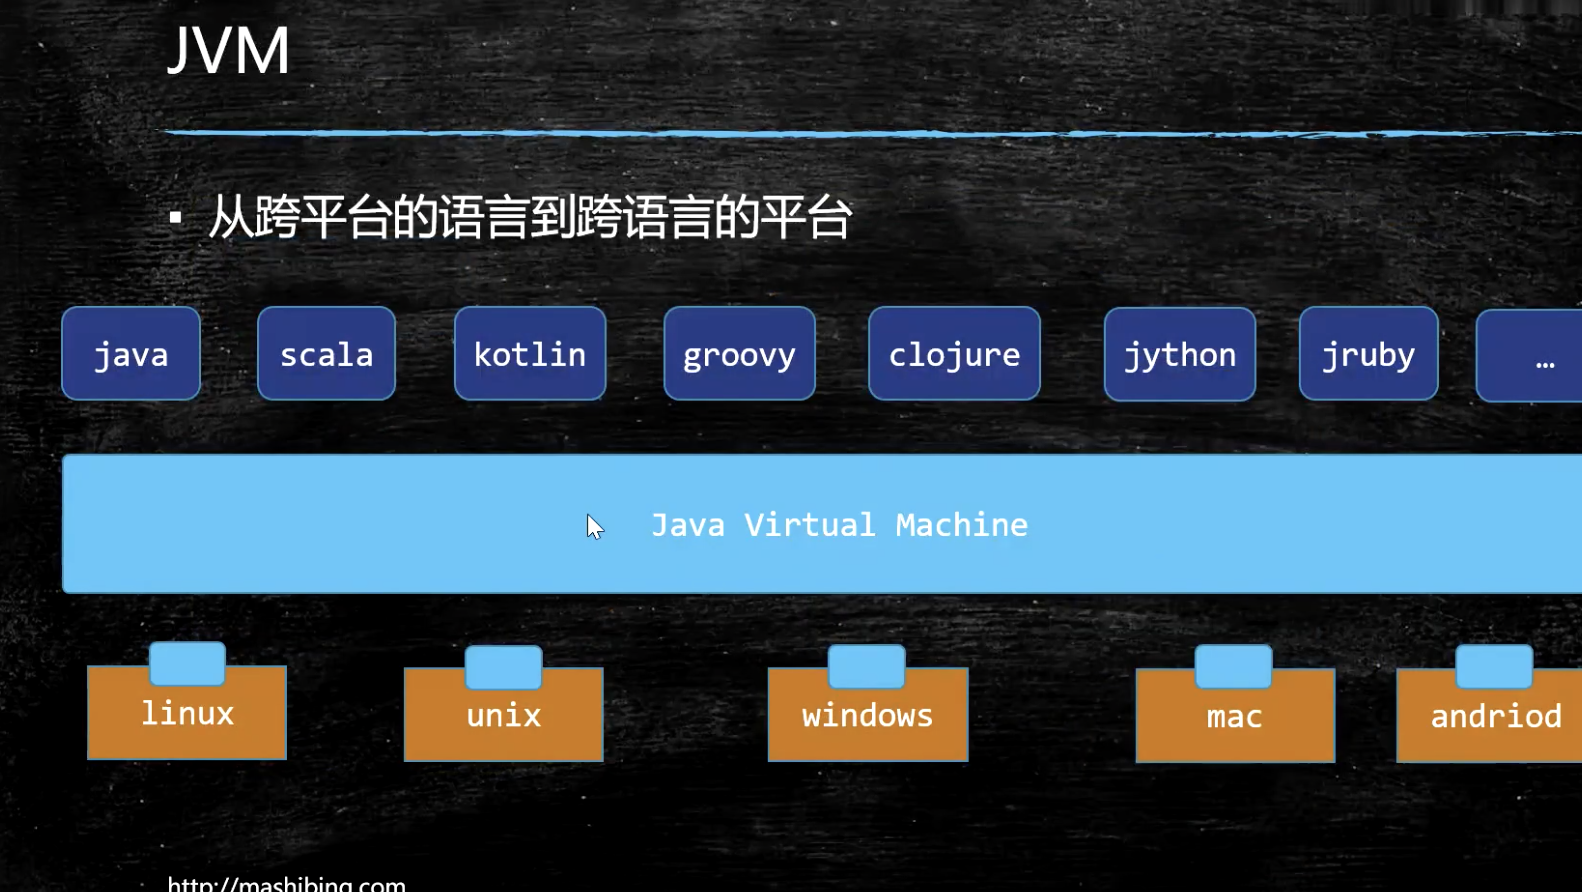 JVM
▪ 从跨平台的语言到跨语言的平台
java scala kotlin groovy clojure jython jruby …
Java Virtual Machine
linux unix windows mac andriod
http://mashibing.com